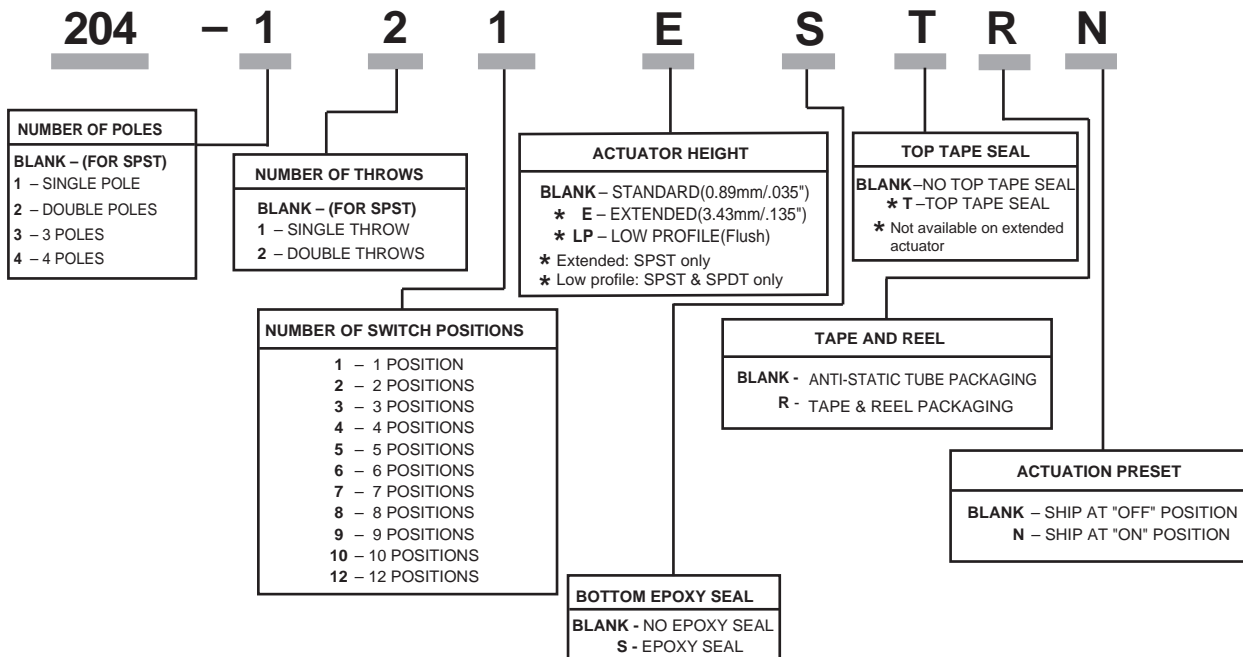 204 – 1 2 1 E S T R N
NUMBER OF POLES
BLANK – (FOR SPST)
1 – SINGLE POLE
2 – DOUBLE POLES
3 – 3 POLES
4 – 4 POLES
NUMBER OF THROWS
BLANK – (FOR SPST)
1 – SINGLE THROW
2 – DOUBLE THROWS
NUMBER OF SWITCH POSITIONS
1 – 1 POSITION
2 – 2 POSITIONS
3 – 3 POSITIONS
4 – 4 POSITIONS
5 – 5 POSITIONS
6 – 6 POSITIONS
7 – 7 POSITIONS
8 – 8 POSITIONS
9 – 9 POSITIONS
10 – 10 POSITIONS
12 – 12 POSITIONS
ACTUATOR HEIGHT
BLANK – STANDARD(0.89mm/.035")
* E – EXTENDED(3.43mm/.135")
* LP – LOW PROFILE(Flush)
* Extended: SPST only
* Low profile: SPST & SPDT only
BOTTOM EPOXY SEAL
BLANK - NO EPOXY SEAL
S - EPOXY SEAL
TOP TAPE SEAL
BLANK –NO TOP TAPE SEAL
* T –TOP TAPE SEAL
* Not available on extended
actuator
TAPE AND REEL
BLANK - ANTI-STATIC TUBE PACKAGING
R - TAPE & REEL PACKAGING
ACTUATION PRESET
BLANK – SHIP AT "OFF" POSITION
N – SHIP AT "ON" POSITION